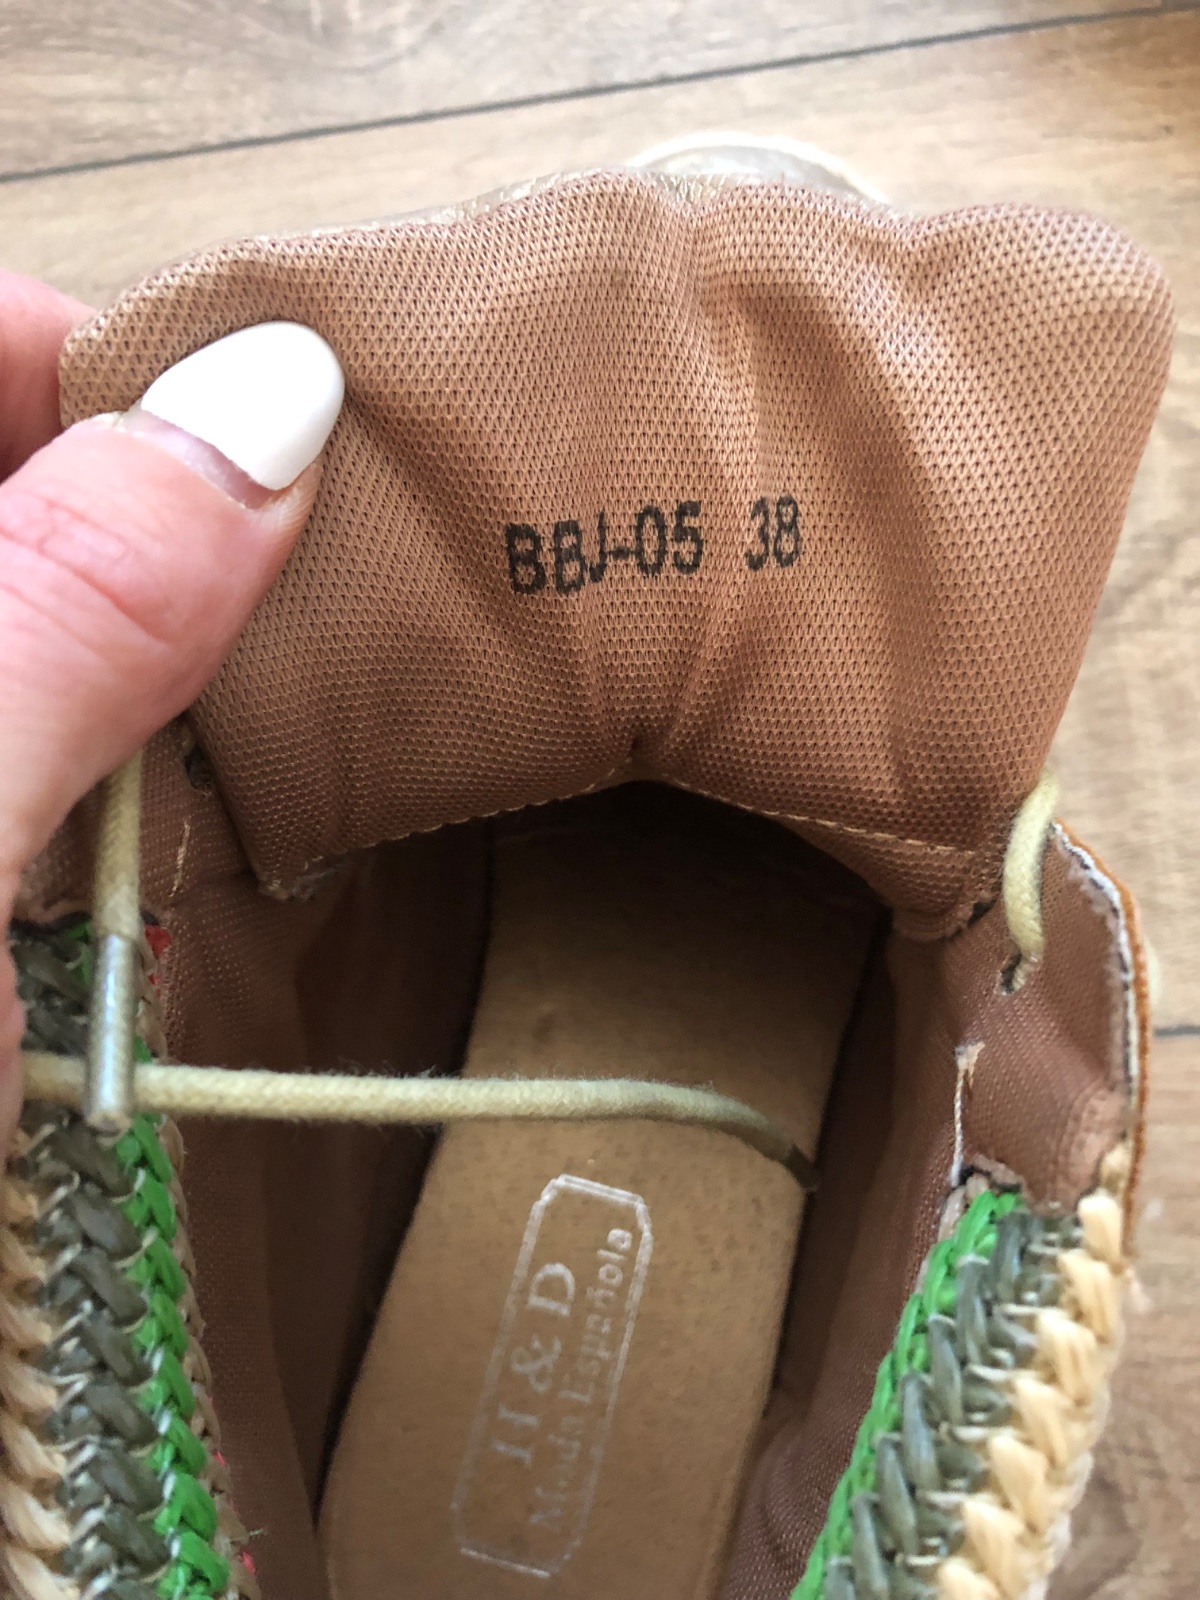 BBJ-05 38
H & D
Moda Española